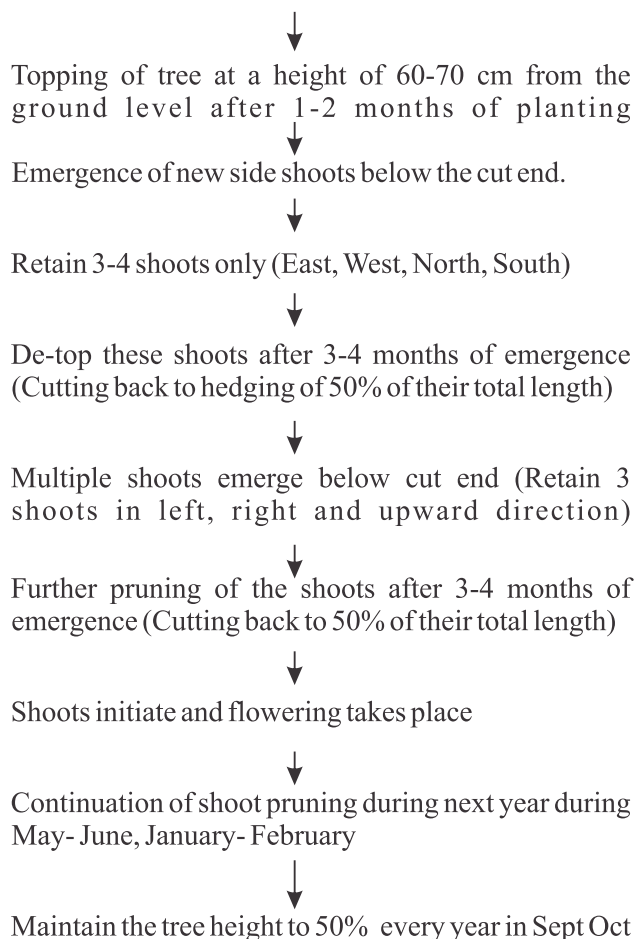 Topping of tree at a height of 60-70 cm from the
ground level after 1-2 months of planting
Emergence of new side shoots below the cut end.
Retain 3-4 shoots only (East, West, North, South)
De-top these shoots after 3-4 months of emergence
(Cutting back to hedging of 50% of their total length)
Multiple shoots emerge below cut end (Retain 3
shoots in left, right and upward direction)
Further pruning of the shoots after 3-4 months of
emergence (Cutting back to 50% of their total length)
Shoots initiate and flowering takes place
Continuation of shoot pruning during next year during
May- June, January- February
Maintain the tree height to 50% every year in Sept Oct